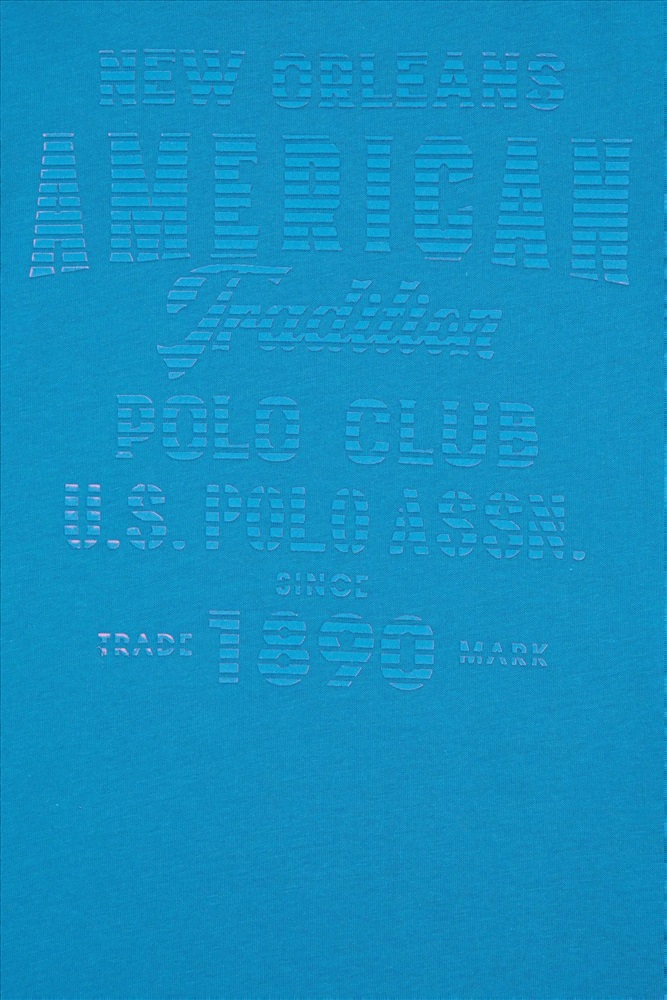 NEW ORLEANS
AMERICAN
Tradition
POLO CLUB
U.S. POLO ASSN.
SINCE
TRADE 1890 MARK